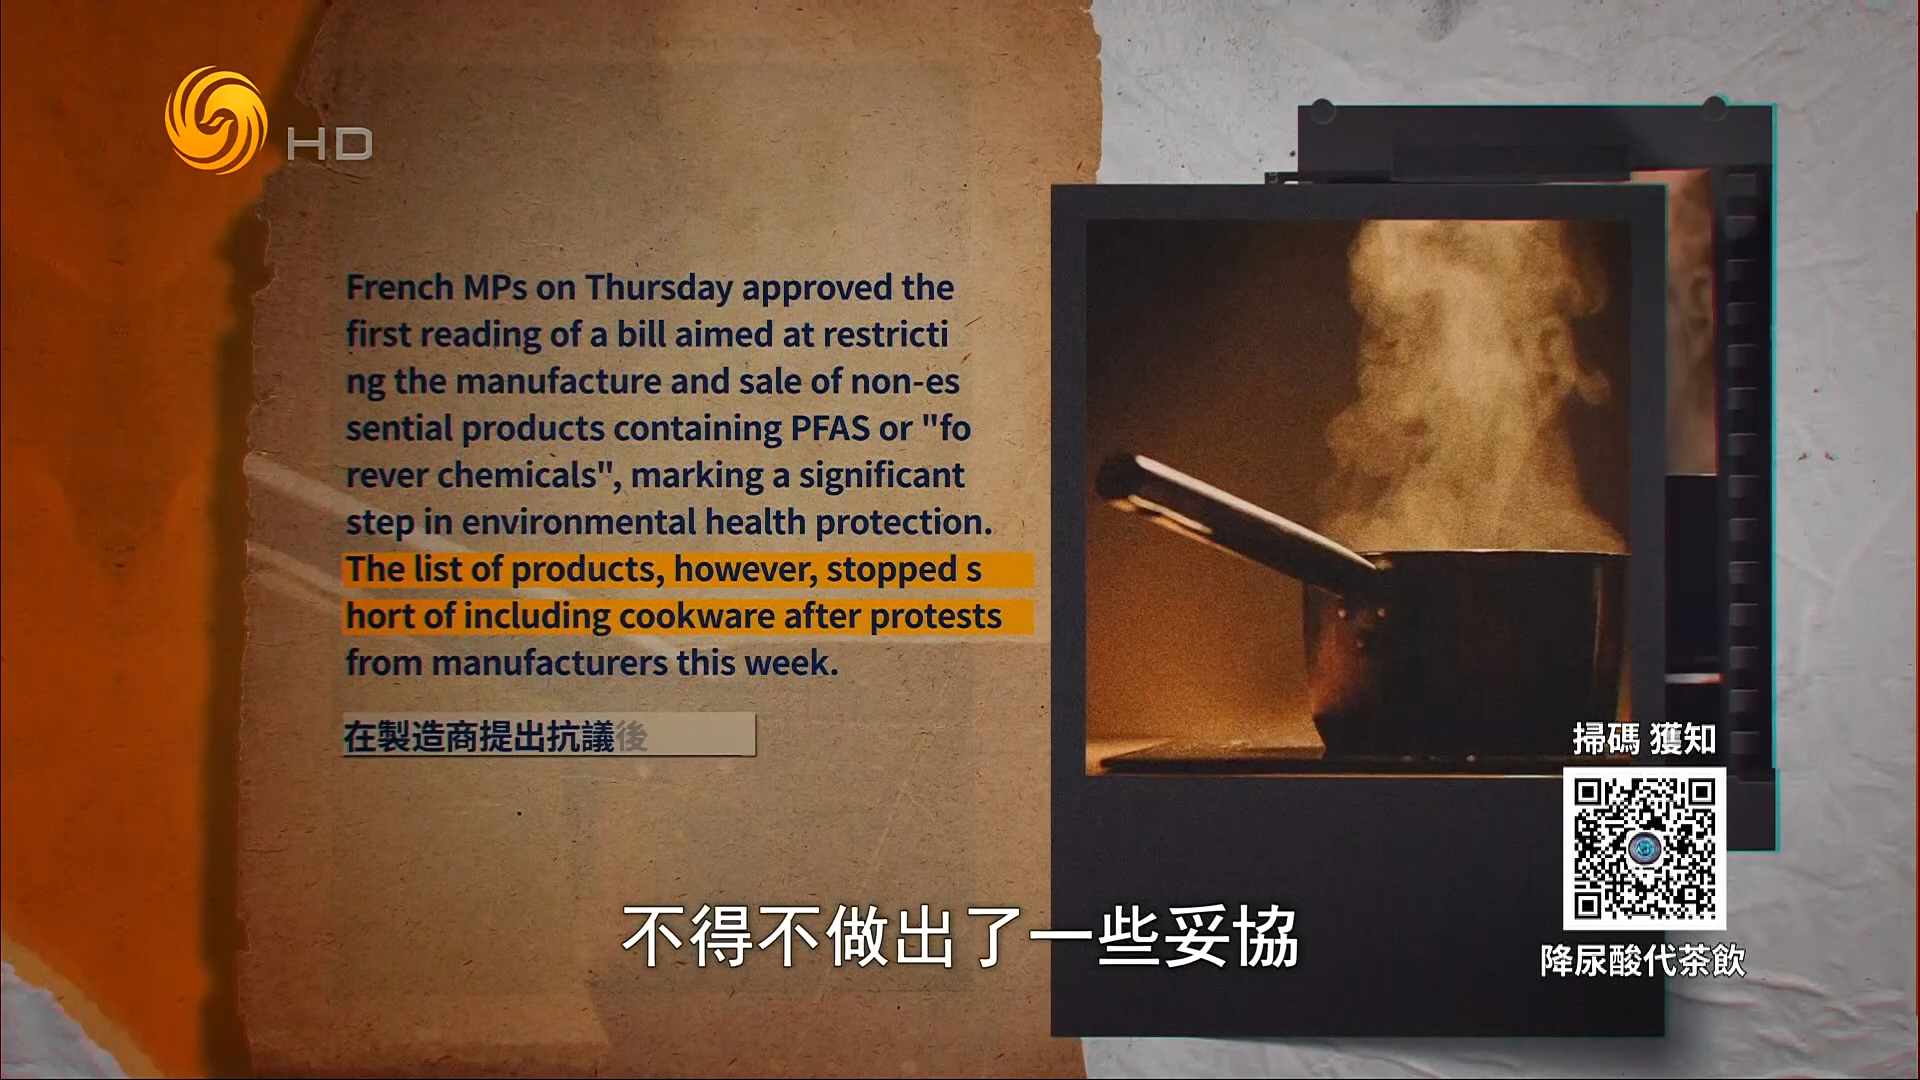 HD
French MPs on Thursday approved the
first reading of a bill aimed at restricti
ng the manufacture and sale of non-es
sential products containing PFAS or "fo
rever chemicals", marking a significant
step in environmental health protection.
The list of products, however, stopped s
hort of including cookware after protests
from manufacturers this week.
在製造商提出抗議後
掃碼 獲知
降尿酸代茶飲
不得不做出了一些妥協